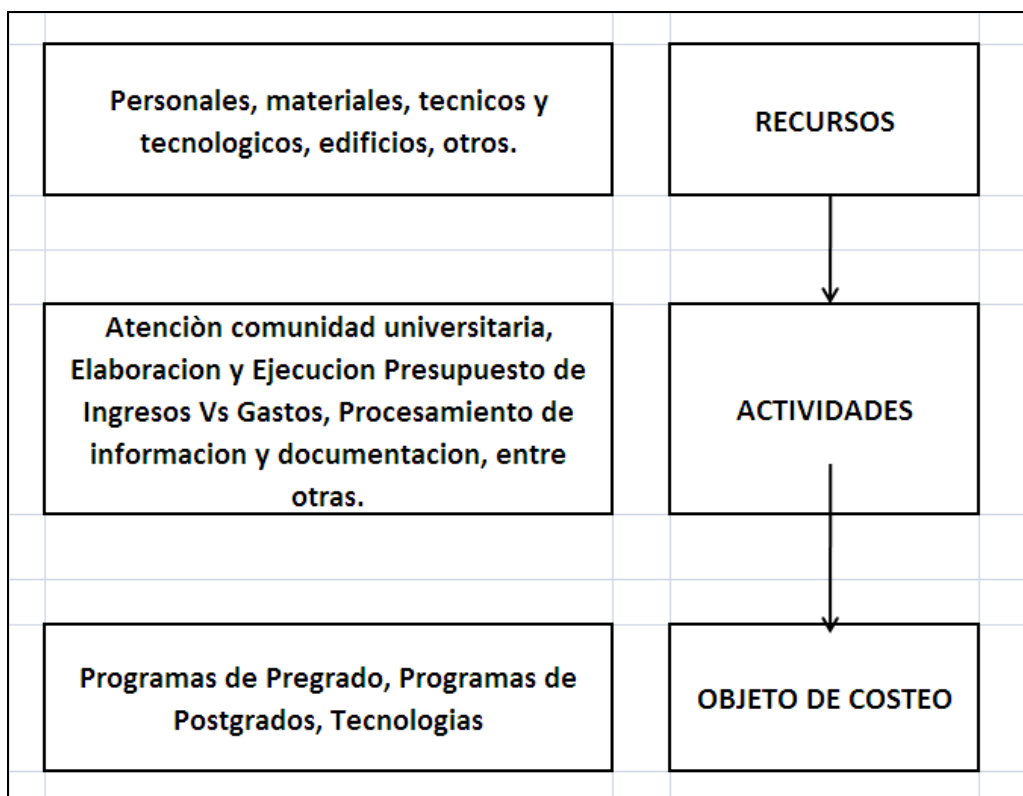 Personales, materiales, tecnicos y
tecnologicos, edificios, otros.
RECURSOS
Atenciòn comunidad universitaria,
Elaboracion y Ejecucion Presupuesto de
Ingresos Vs Gastos, Procesamiento de
informacion y documentacion, entre
otras.
ACTIVIDADES
Programas de Pregrado, Programas de
Postgrados, Tecnologias
OBJETO DE COSTEO